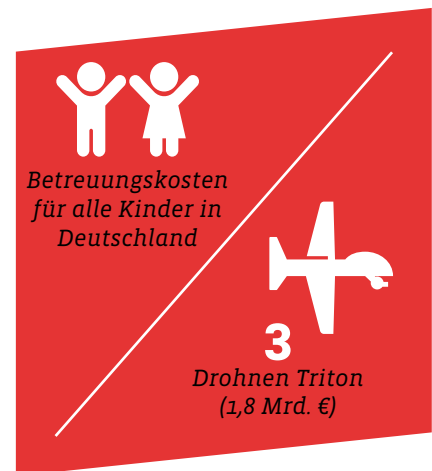 Betreuungskosten
für alle Kinder in
Deutschland
3
Drohnen Triton
(1,8 Mrd. €)